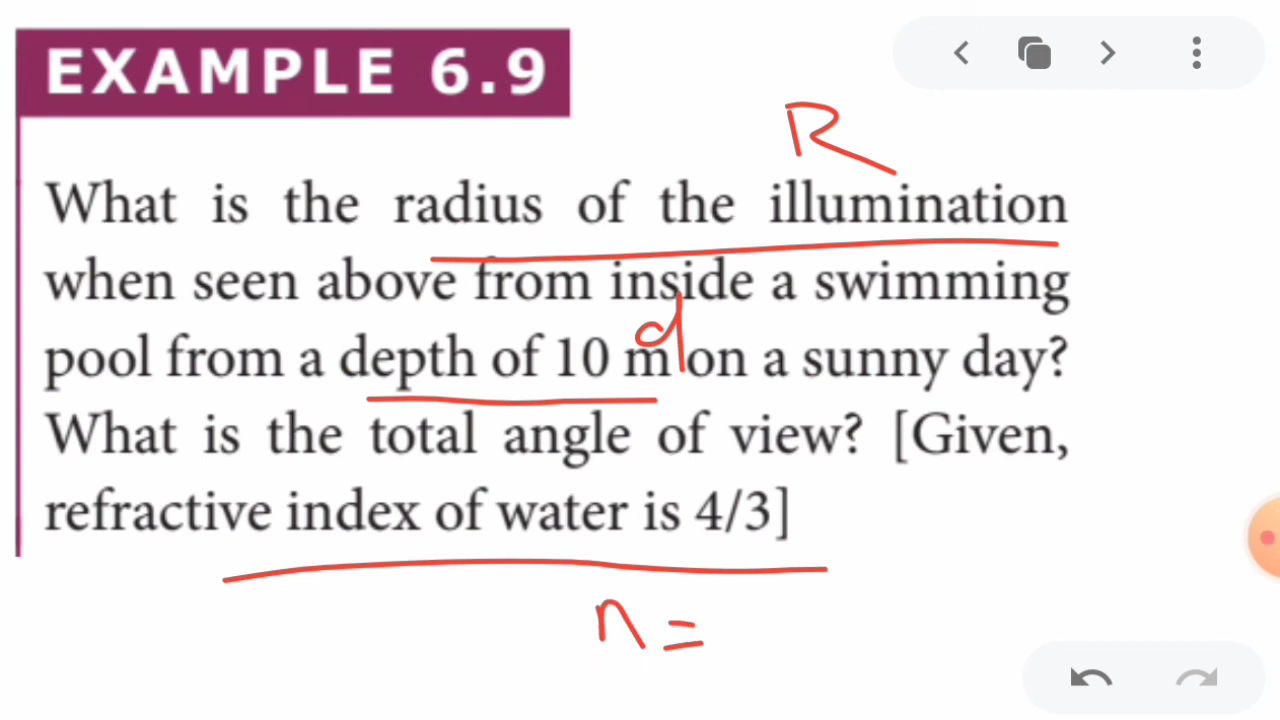 EXAMPLE 6.9
R
What is the radius of the illumination
when seen above from inside a swimming
d
pool from a depth of 10 m on a sunny day?
What is the total angle of view? [Given,
refractive index of water is 4/3]
n =